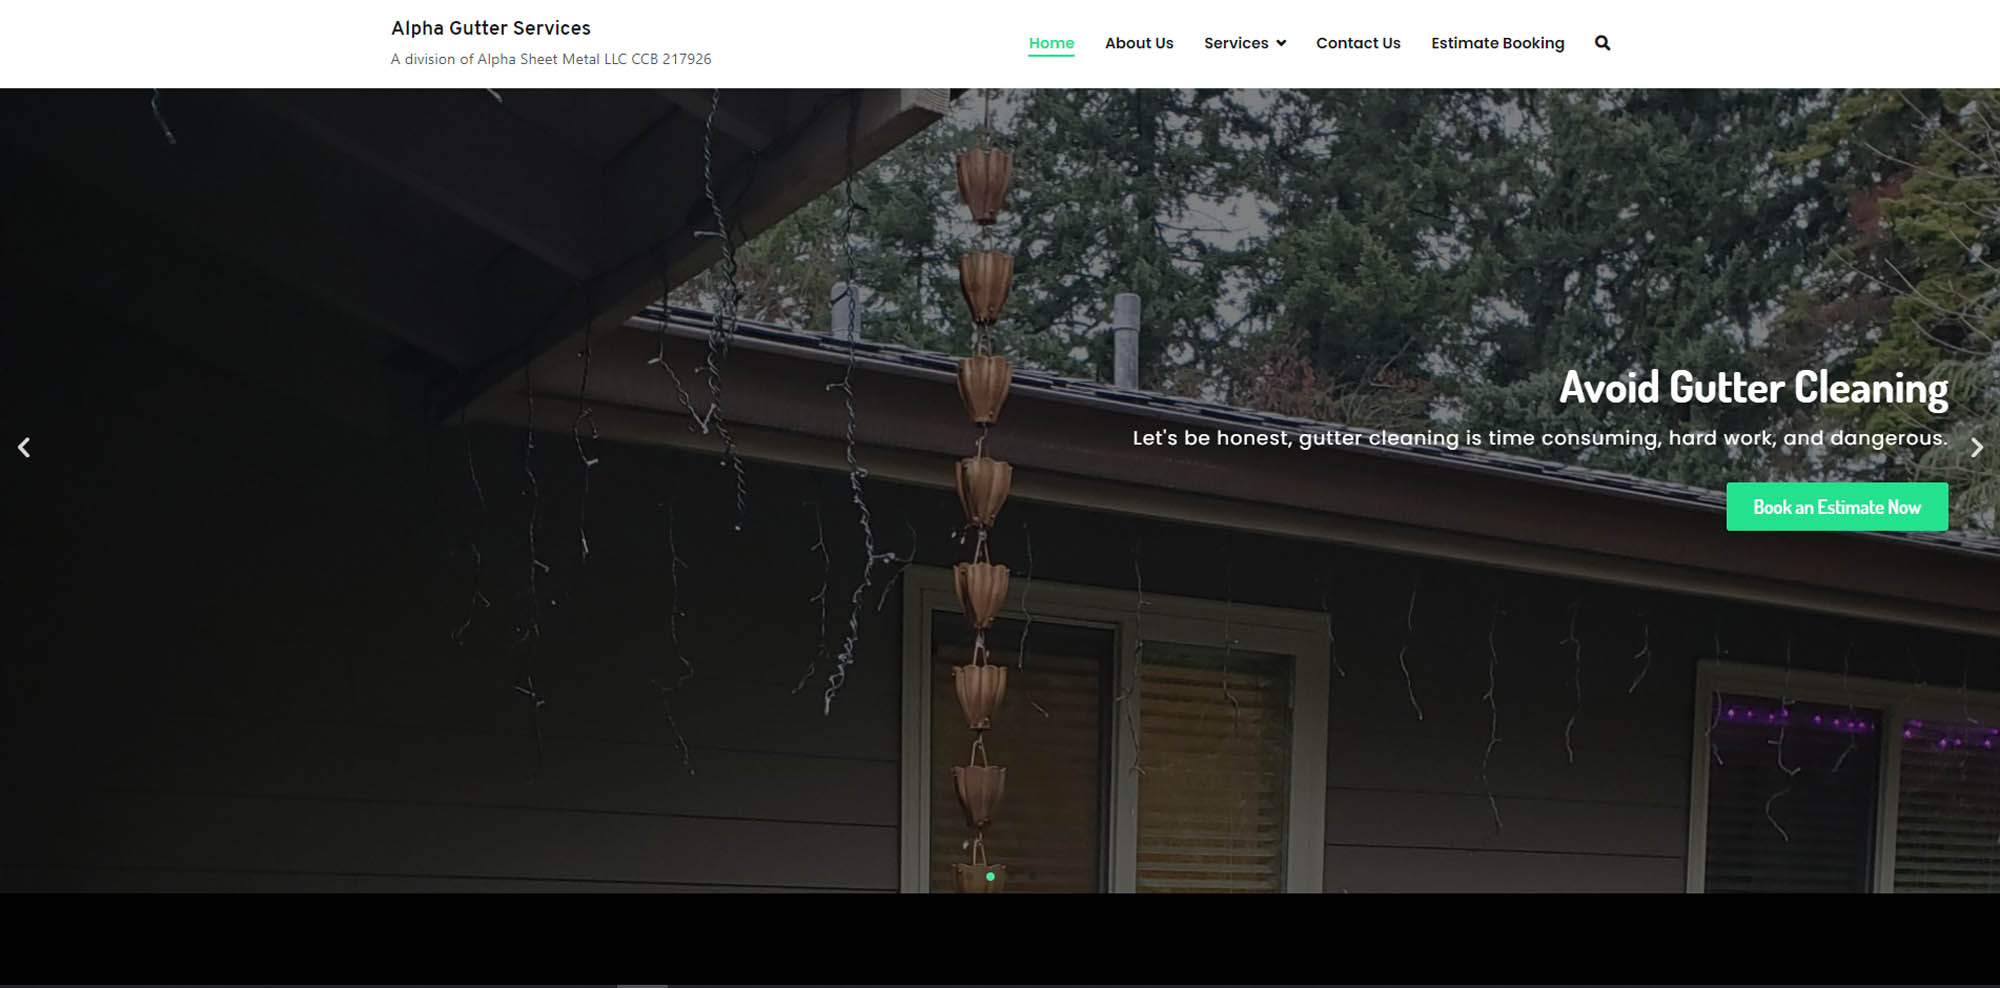 Alpha Gutter Services
A division of Alpha Sheet Metal LLC CCB 217926
Home About Us Services Contact Us Estimate Booking
Avoid Gutter Cleaning
Let's be honest, gutter cleaning is time consuming, hard work, and dangerous.
Book an Estimate Now